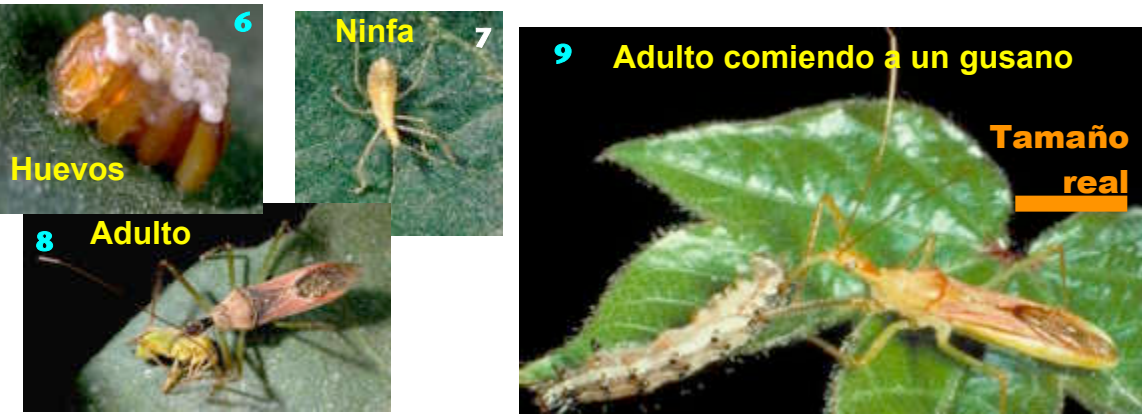 6
Huevos
Ninfa
7
8
Adulto
9
Adulto comiendo a un gusano
Tamaño
real